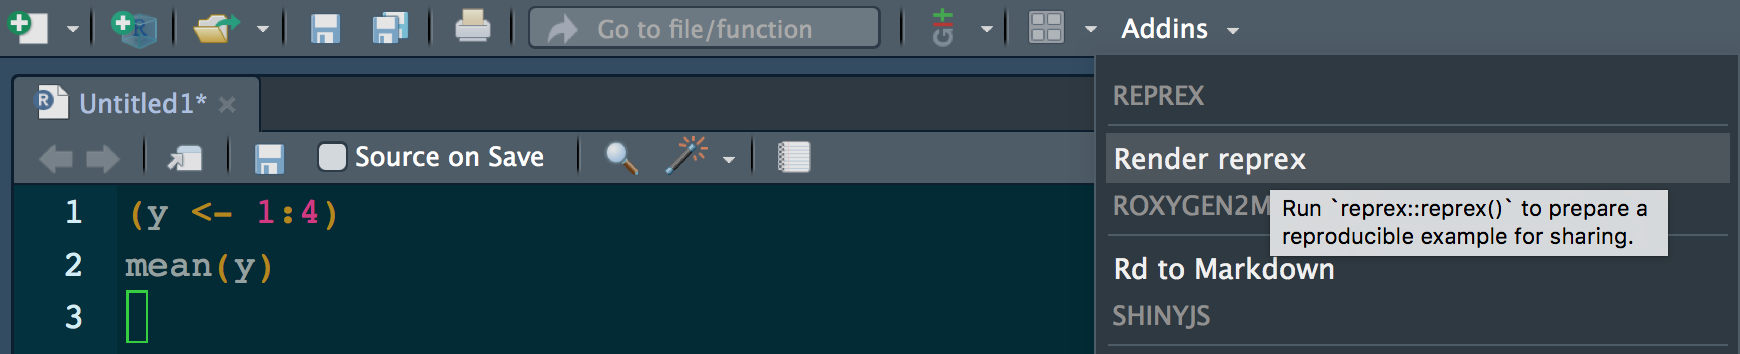 Go to file/function
Git
Addins
Untitled1*
REPREX
Source on Save
Render reprex
1 (y <- 1:4)
ROXYGEN2M
Run `reprex::reprex()` to prepare a
reproducible example for sharing.
2 mean(y)
Rd to Markdown
3
SHINYJS